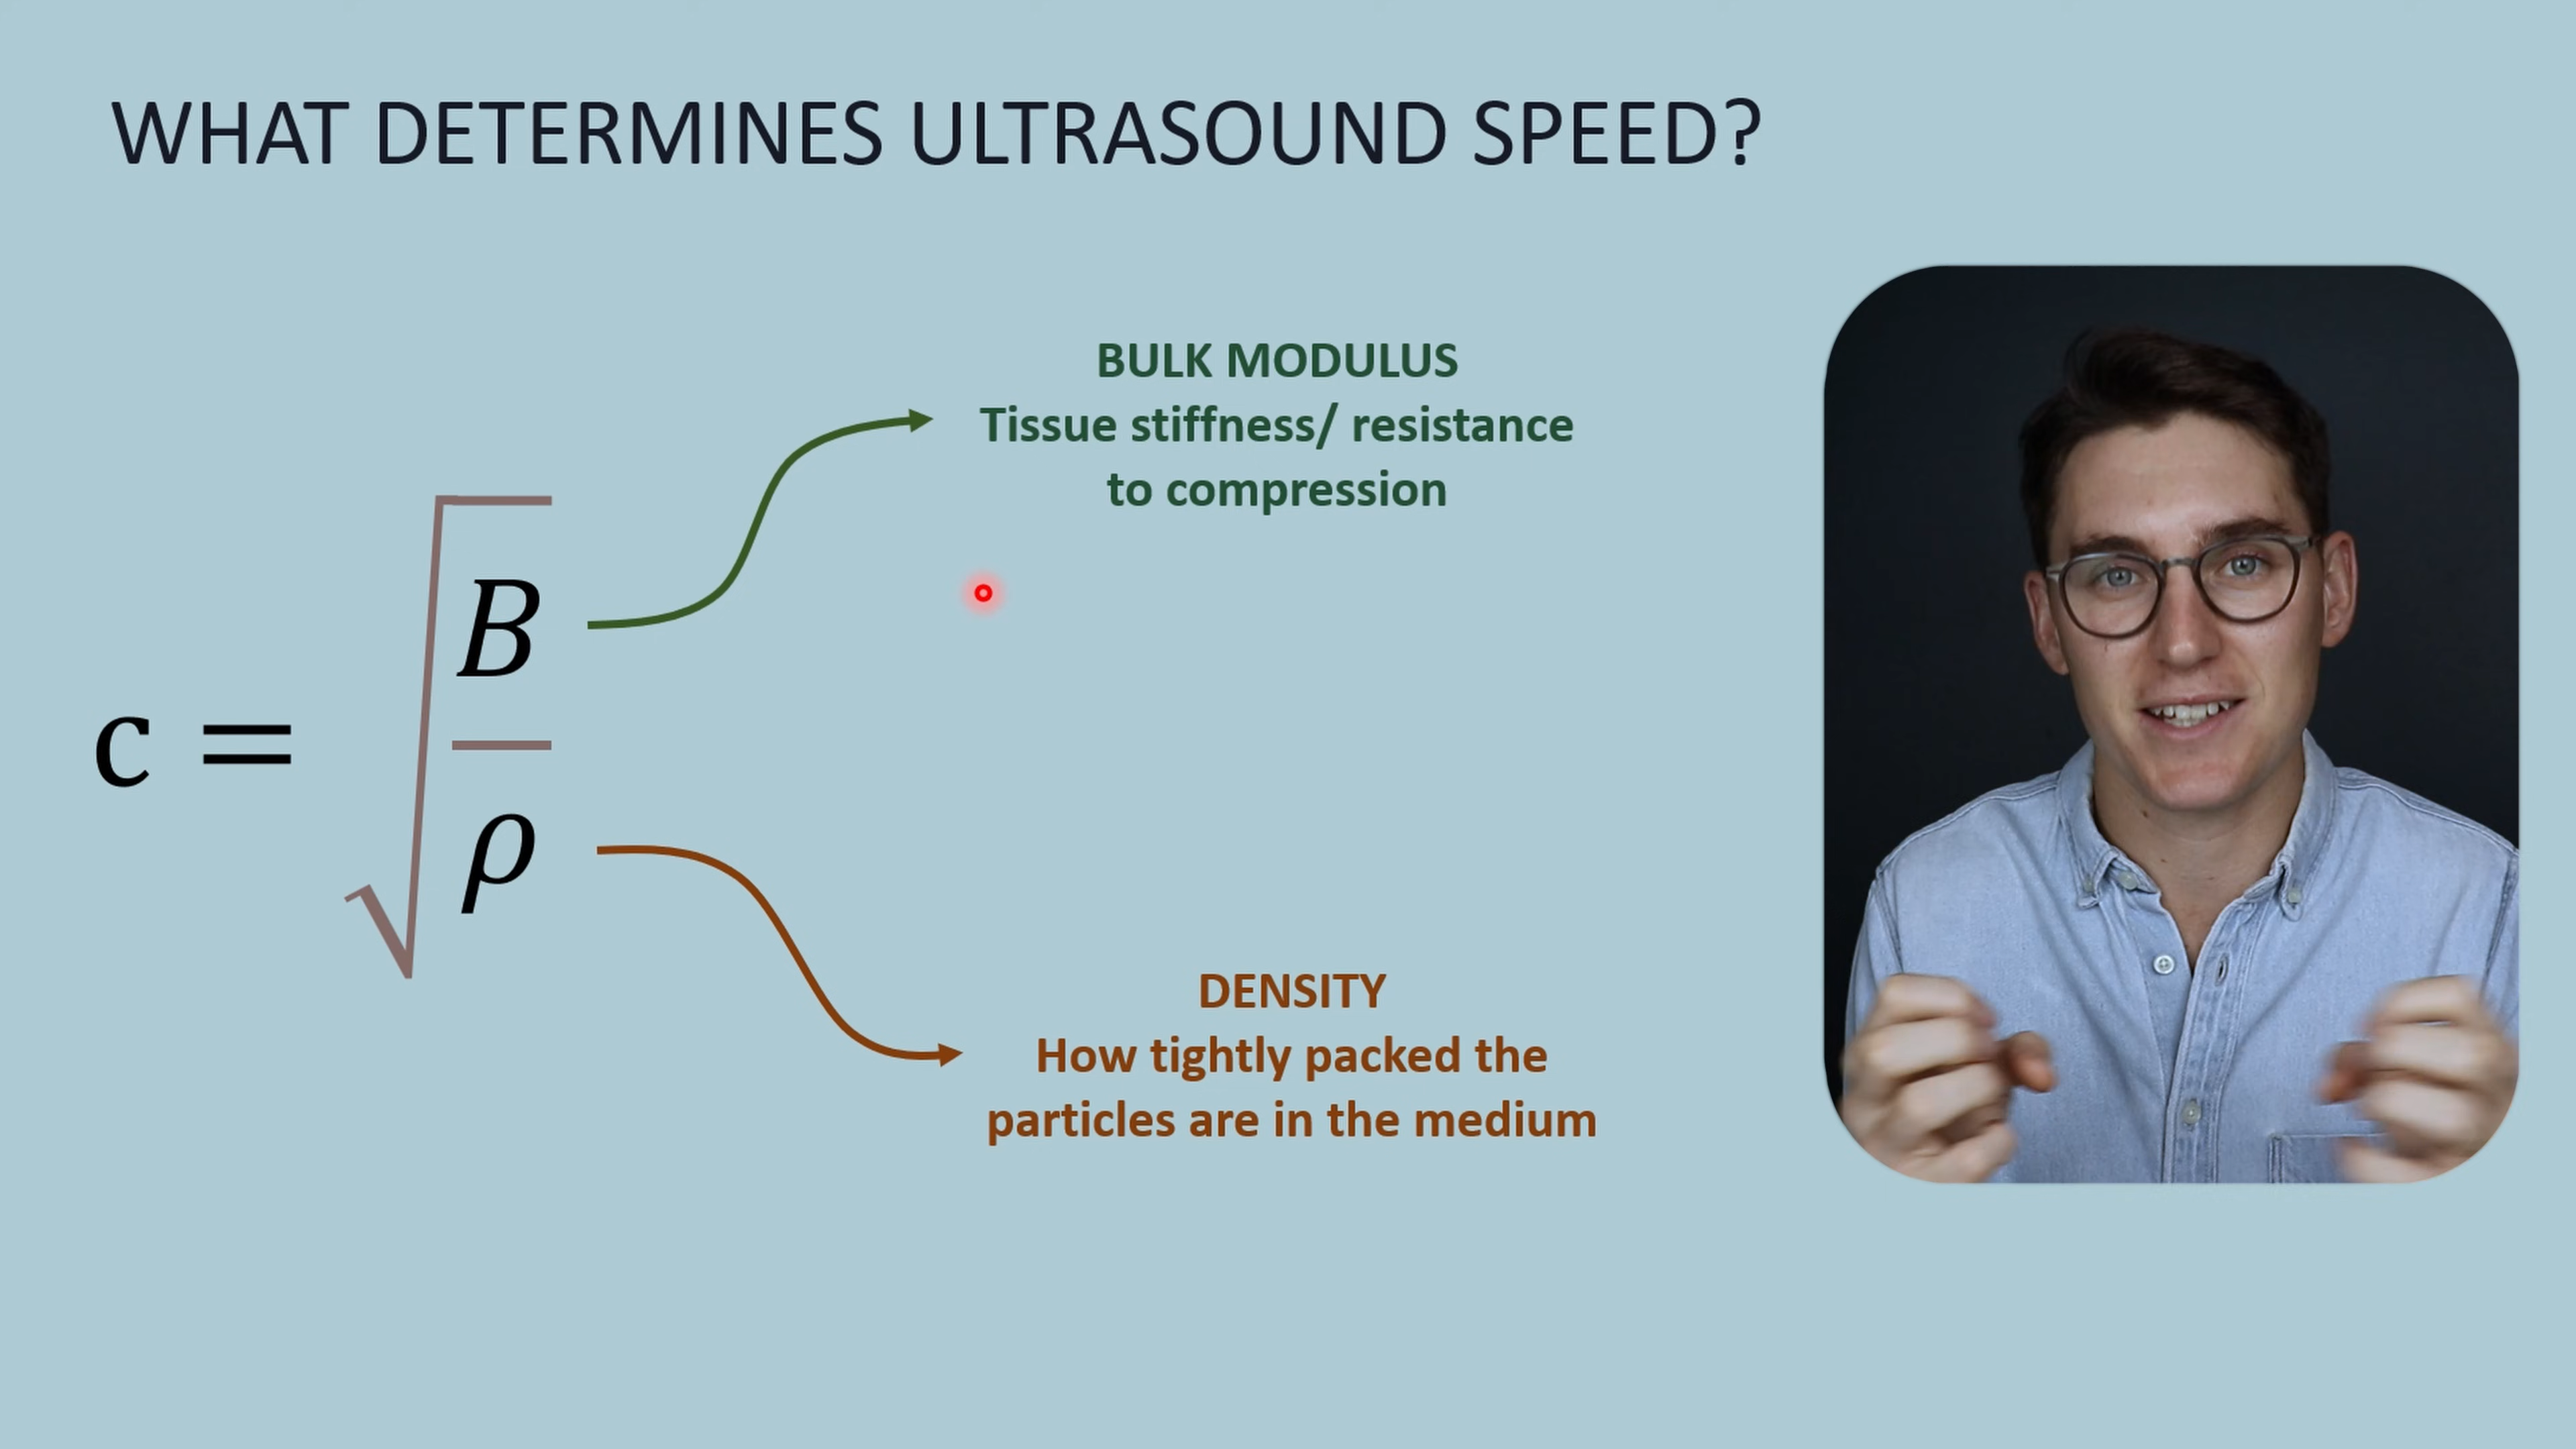 WHAT DETERMINES ULTRASOUND SPEED?
BULK MODULUS
Tissue stiffness/ resistance
to compression
c = √(B/ρ)
DENSITY
How tightly packed the
particles are in the medium